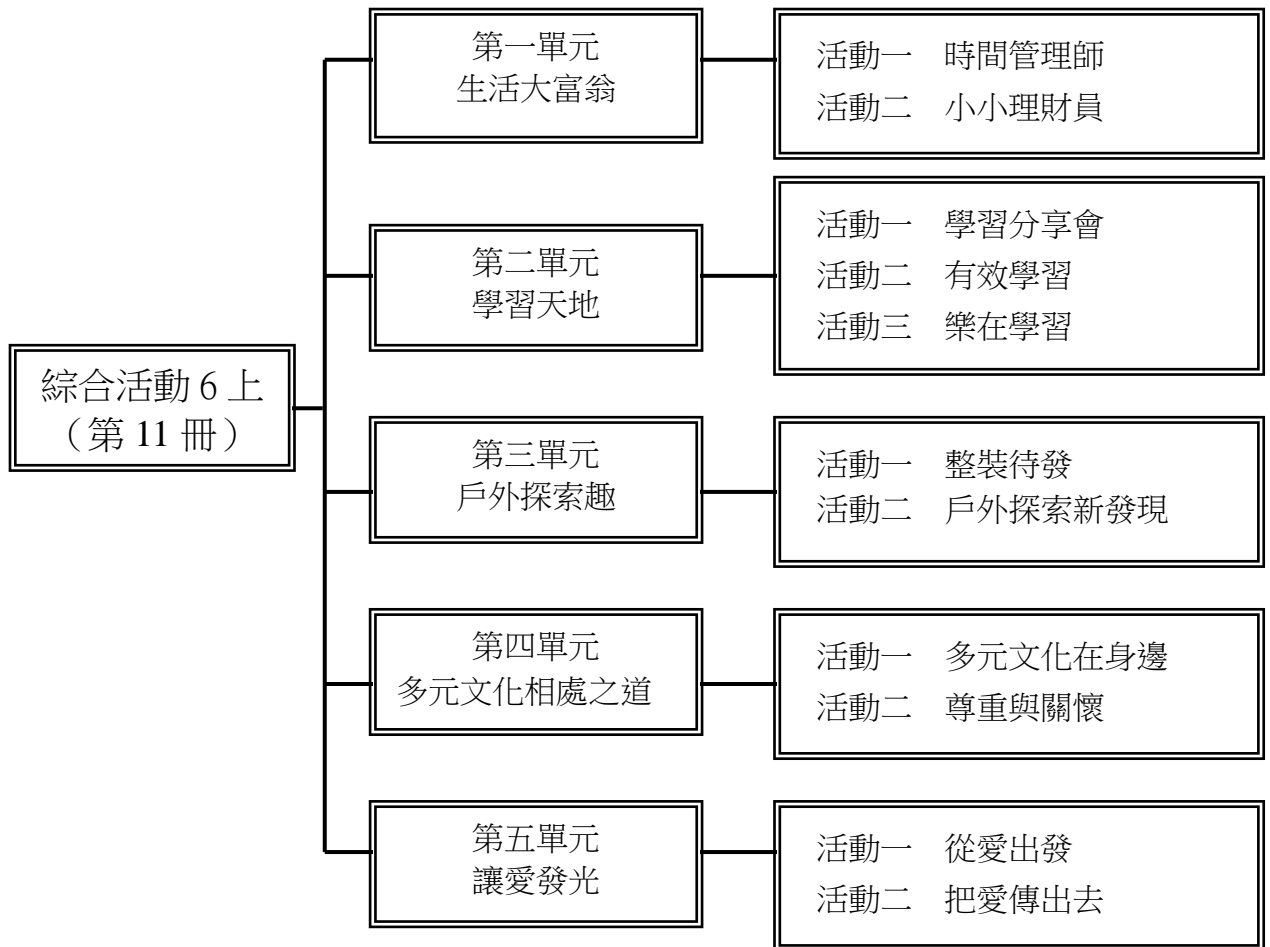 綜合活動 6 上
（第 11 冊）
第一單元
生活大富翁
活動一　時間管理師
活動二　小小理財員
第二單元
學習天地
活動一　學習分享會
活動二　有效學習
活動三　樂在學習
第三單元
戶外探索趣
活動一　整裝待發
活動二　戶外探索新發現
第四單元
多元文化相處之道
活動一　多元文化在身邊
活動二　尊重與關懷
第五單元
讓愛發光
活動一　從愛出發
活動二　把愛傳出去